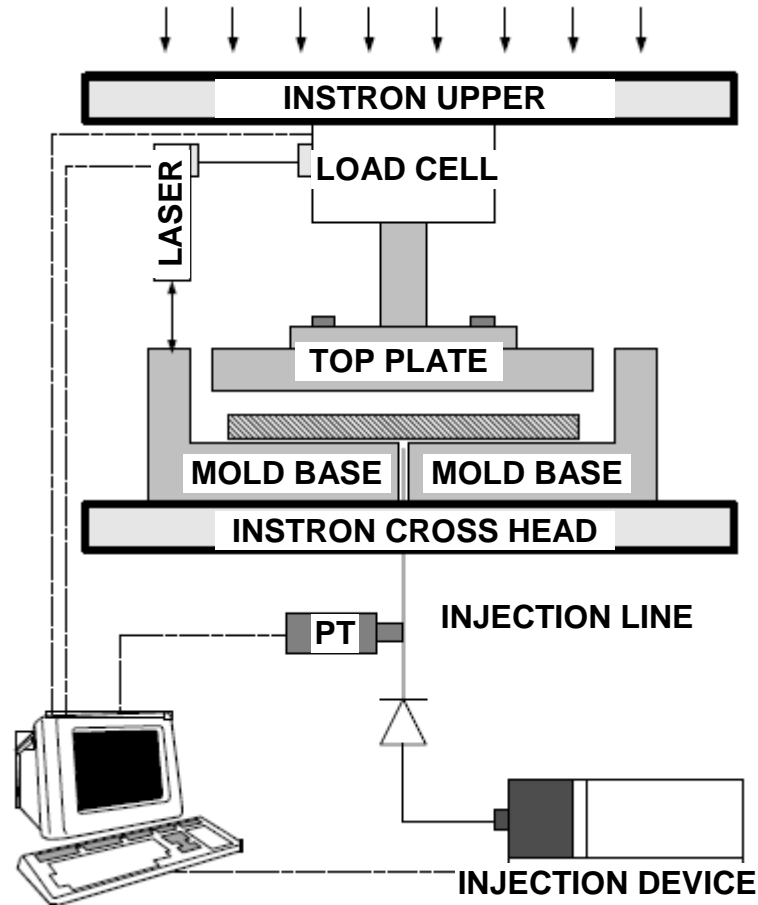 INSTRON UPPER
LOAD CELL
LASER
TOP PLATE
MOLD BASE MOLD BASE
INSTRON CROSS HEAD
PT
INJECTION LINE
INJECTION DEVICE